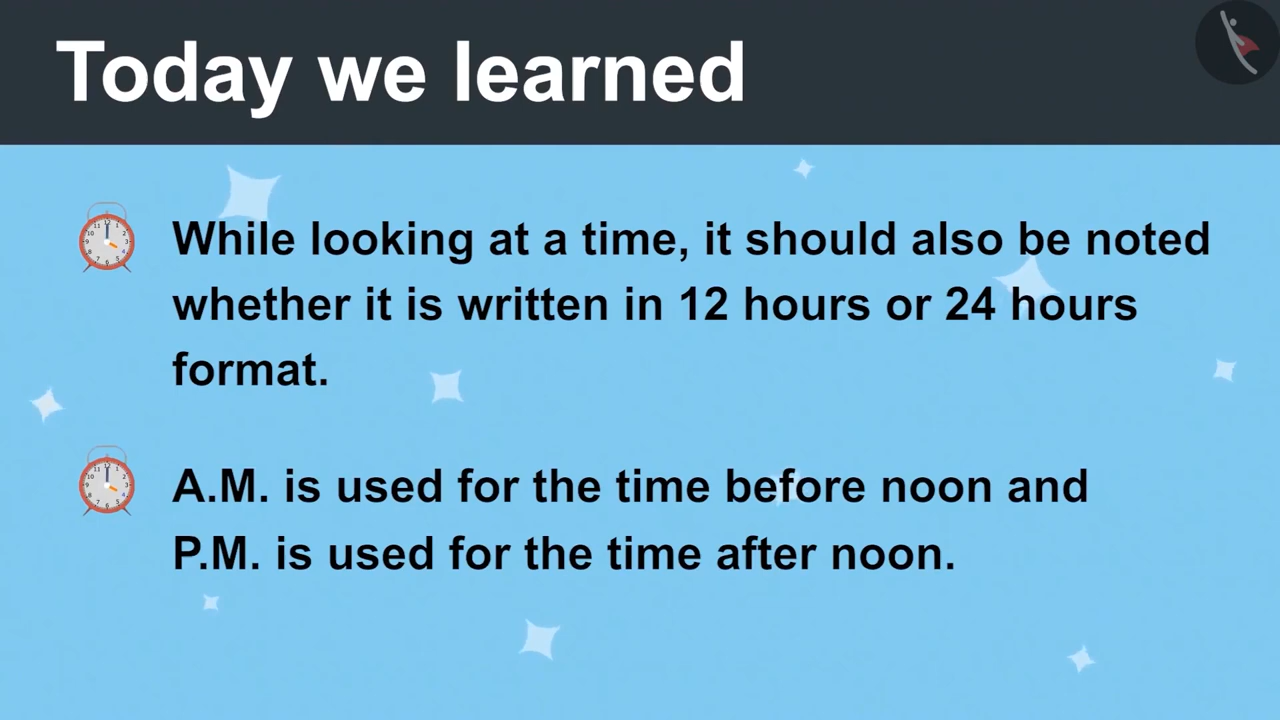 Today we learned
While looking at a time, it should also be noted
whether it is written in 12 hours or 24 hours
format.
A.M. is used for the time before noon and
P.M. is used for the time after noon.